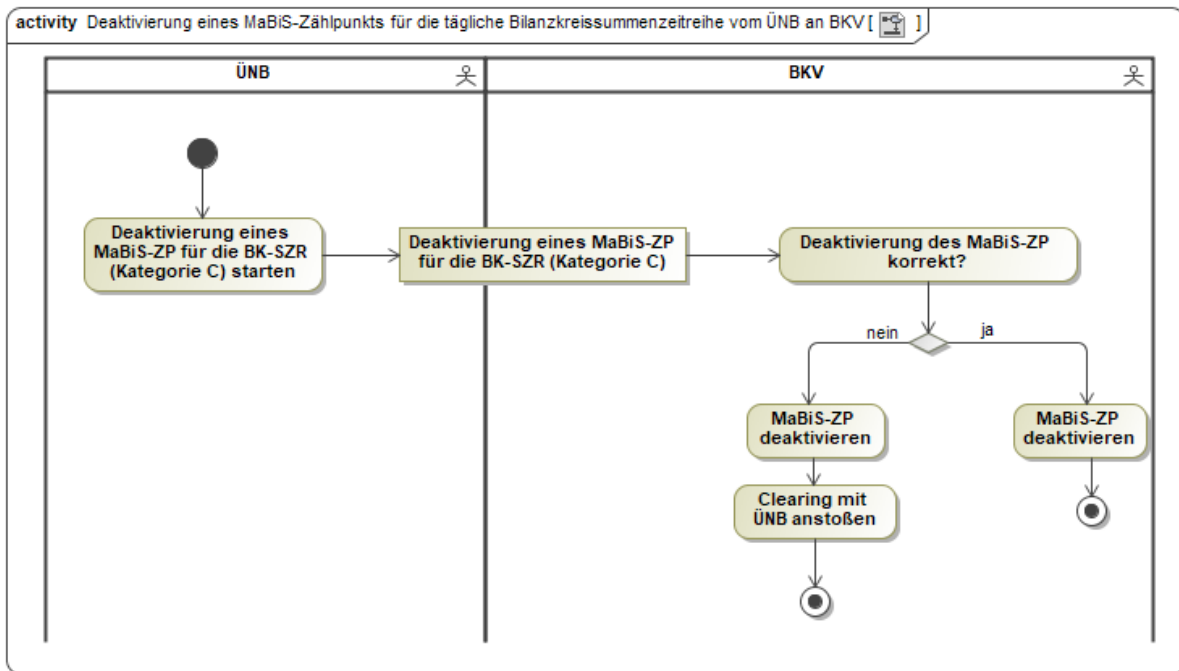 activity Deaktivierung eines MaBiS-Zählpunkts für die tägliche Bilanzkreissummenzeitreihe vom ÜNB an BKV [ ]
ÜNB
BKV
Deaktivierung eines
MaBiS-ZP für die BK-SZR
(Kategorie C) starten
Deaktivierung eines MaBiS-ZP
für die BK-SZR (Kategorie C)
Deaktivierung des MaBiS-ZP
korrekt?
nein
ja
MaBiS-ZP
deaktivieren
MaBiS-ZP
deaktivieren
Clearing mit
ÜNB anstoßen